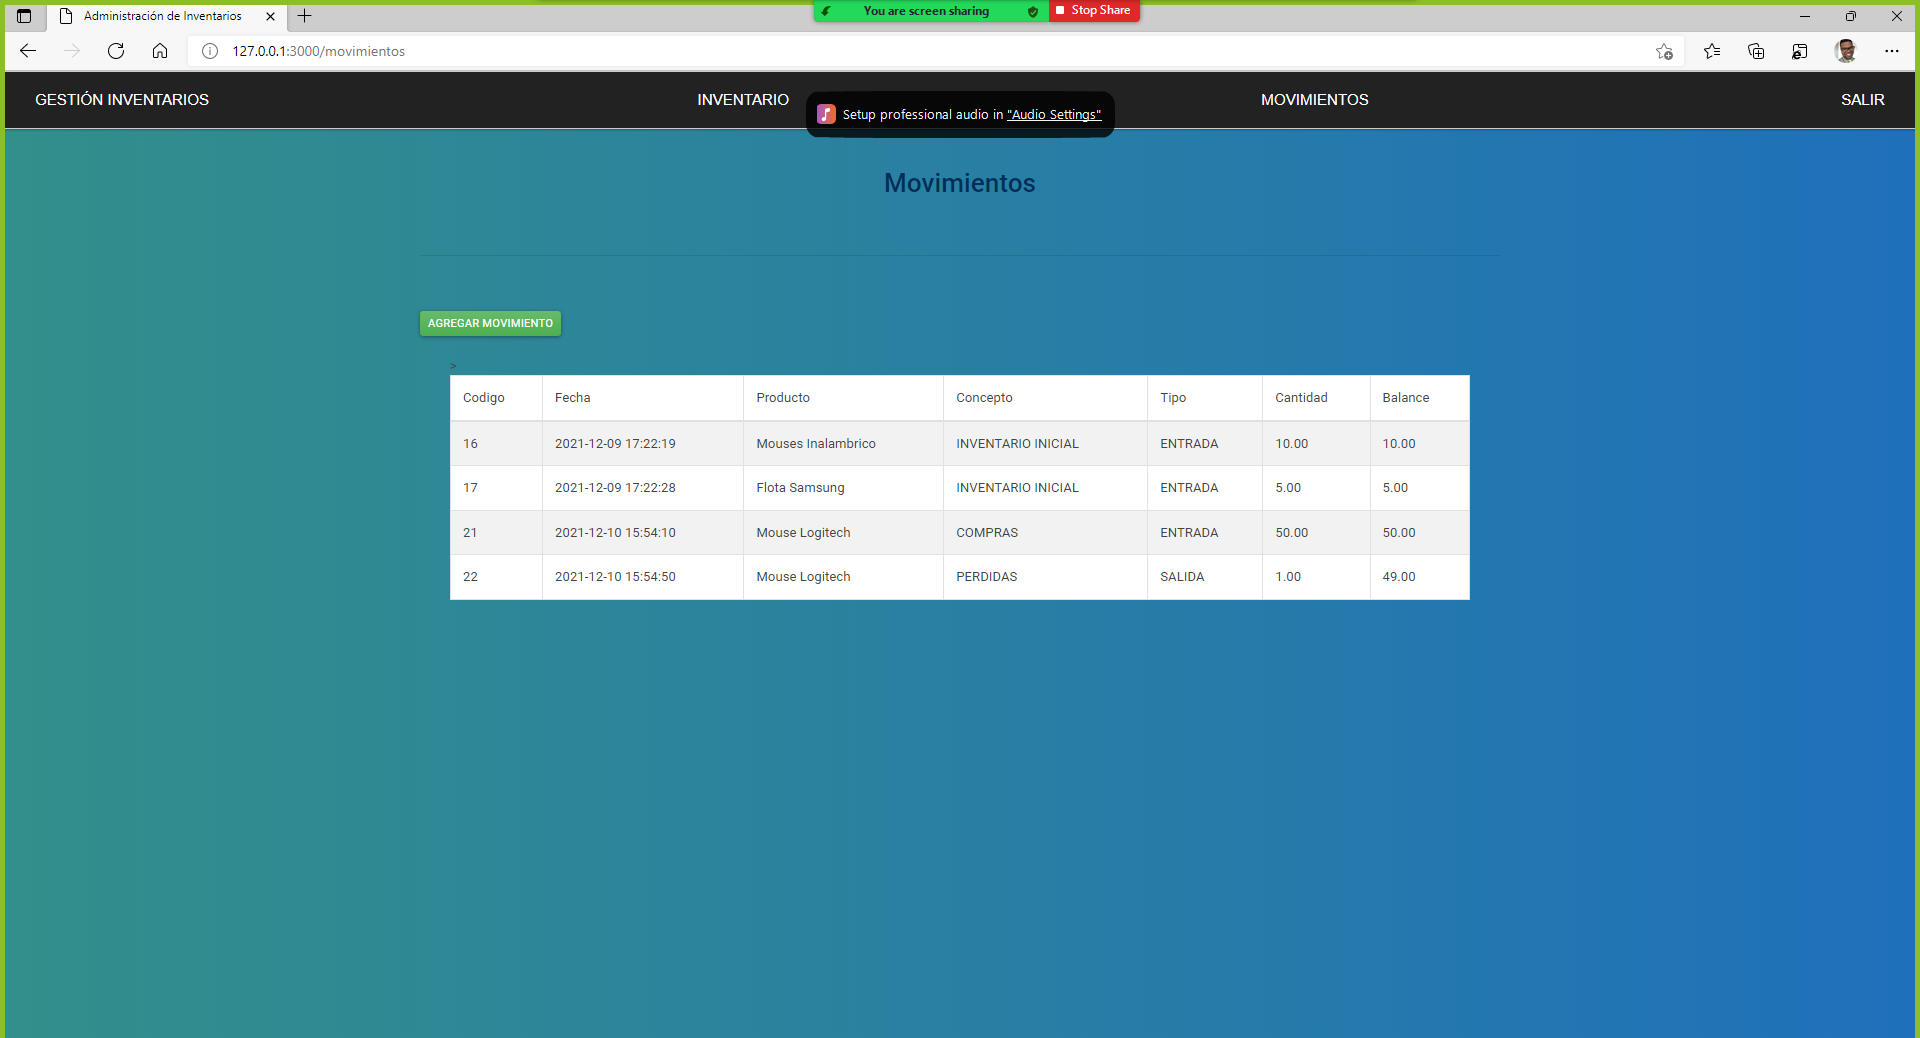 You are screen sharing Stop Share
Administración de Inventarios
127.0.0.1:3000/movimientos
GESTIÓN INVENTARIOS INVENTARIO MOVIMIENTOS SALIR
Setup professional audio in "Audio Settings"
Movimientos
AGREGAR MOVIMIENTO
>
Codigo Fecha Producto Concepto Tipo Cantidad Balance
16 2021-12-09 17:22:19 Mouses Inalambrico INVENTARIO INICIAL ENTRADA 10.00 10.00
17 2021-12-09 17:22:28 Flota Samsung INVENTARIO INICIAL ENTRADA 5.00 5.00
21 2021-12-10 15:54:10 Mouse Logitech COMPRAS ENTRADA 50.00 50.00
22 2021-12-10 15:54:50 Mouse Logitech PERDIDAS SALIDA 1.00 49.00